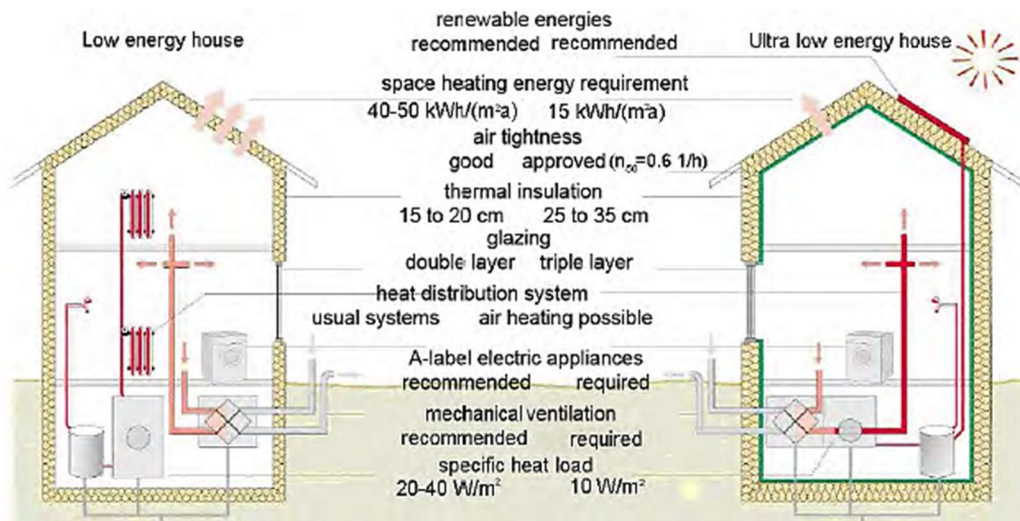 Low energy house
renewable energies
recommended recommended
Ultra low energy house
space heating energy requirement
40-50 kWh/(m²a) 15 kWh/(m²a)
air tightness
good approved (n₅₀=0.6 1/h)
thermal insulation
15 to 20 cm 25 to 35 cm
glazing
double layer triple layer
heat distribution system
usual systems air heating possible
A-label electric appliances
recommended required
mechanical ventilation
recommended required
specific heat load
20-40 W/m² 10 W/m²